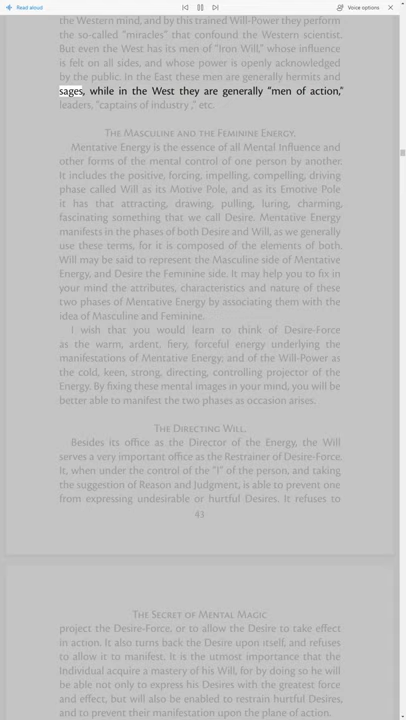 Read aloud
Voice options
the Western mind, and by this trained Will-Power they perform
the so-called "miracles" that confound the Western scientist.
But even the West has its men of "Iron Will," whose influence
is felt on all sides, and whose power is openly acknowledged
by the public. In the East these men are generally hermits and
sages, while in the West they are generally "men of action,"
leaders, "captains of industry," etc.
The Masculine and the Feminine Energy.
Mentative Energy is the essence of all Mental Influence and
other forms of the mental control of one person by another.
It includes the positive, forcing, impelling, compelling, driving
phase called Will as its Motive Pole, and as its Emotive Pole
it has that attracting, drawing, pulling, luring, charming,
fascinating something that we call Desire. Mentative Energy
manifests in the phases of both Desire and Will, as we generally
use these terms, for it is composed of the elements of both.
Will may be said to represent the Masculine side of Mentative
Energy, and Desire the Feminine side. It may help you to fix in
your mind the attributes, characteristics and nature of these
two phases of Mentative Energy by associating them with the
idea of Masculine and Feminine.
I wish that you would learn to think of Desire-Force
as the warm, ardent, fiery, forceful energy underlying the
manifestations of Mentative Energy; and of the Will-Power as
the cold, keen, strong, directing, controlling projector of the
Energy. By fixing these mental images in your mind, you will be
better able to manifest the two phases as occasion arises.
The Directing Will.
Besides its office as the Director of the Energy, the Will
serves a very important office as the Restrainer of Desire-Force.
It, when under the control of the "I" of the person, and taking
the suggestion of Reason and Judgment, is able to prevent one
from expressing undesirable or hurtful Desires. It refuses to
43
The Secret of Mental Magic
project the Desire-Force, or to allow the Desire to take effect
in action. It also turns back the Desire upon itself, and refuses
to allow it to manifest. It is the utmost importance that the
Individual acquire a mastery of his Will, for by doing so he will
be able not only to express his Desires with the greatest force
and effect, but will also be enabled to restrain hurtful Desires,
and to prevent their manifestation upon the plane of action.